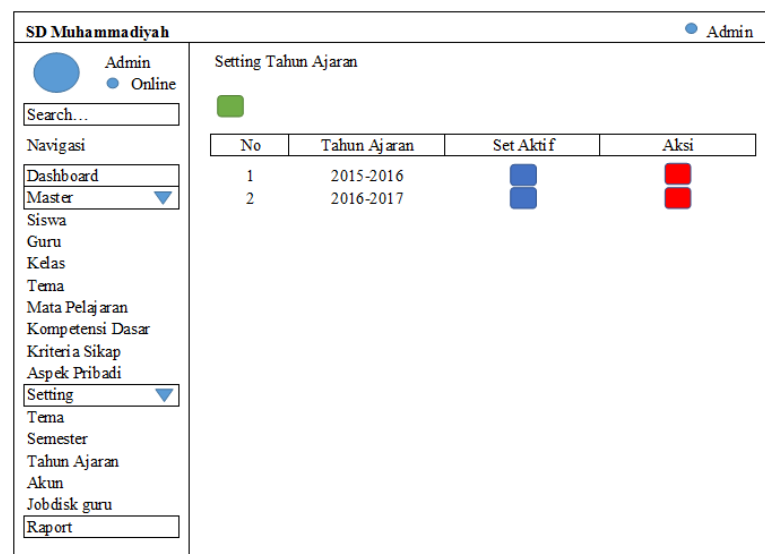 SD Muhammadiyah
Admin
Admin
Online
Search...
Navigasi
Dashboard
Master
Siswa
Guru
Kelas
Tema
Mata Pelajaran
Kompetensi Dasar
Kriteria Sikap
Aspek Pribadi
Setting
Tema
Semester
Tahun Ajaran
Akun
Jobdisk guru
Raport
Setting Tahun Ajaran
No Tahun Ajaran Set Aktif Aksi
1 2015-2016
2 2016-2017